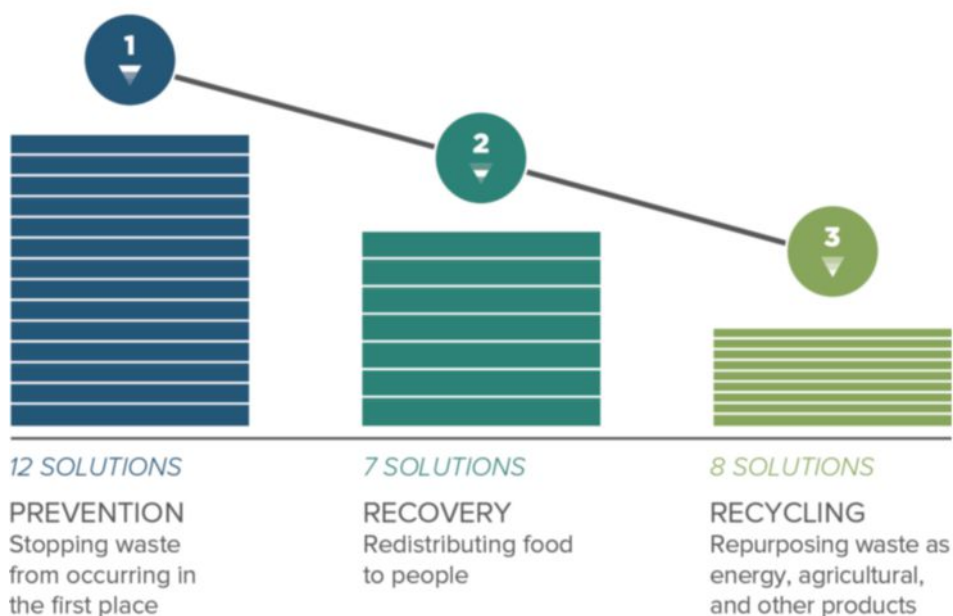 1
2
3
12 SOLUTIONS
PREVENTION
Stopping waste
from occurring in
the first place
7 SOLUTIONS
RECOVERY
Redistributing food
to people
8 SOLUTIONS
RECYCLING
Repurposing waste as
energy, agricultural,
and other products